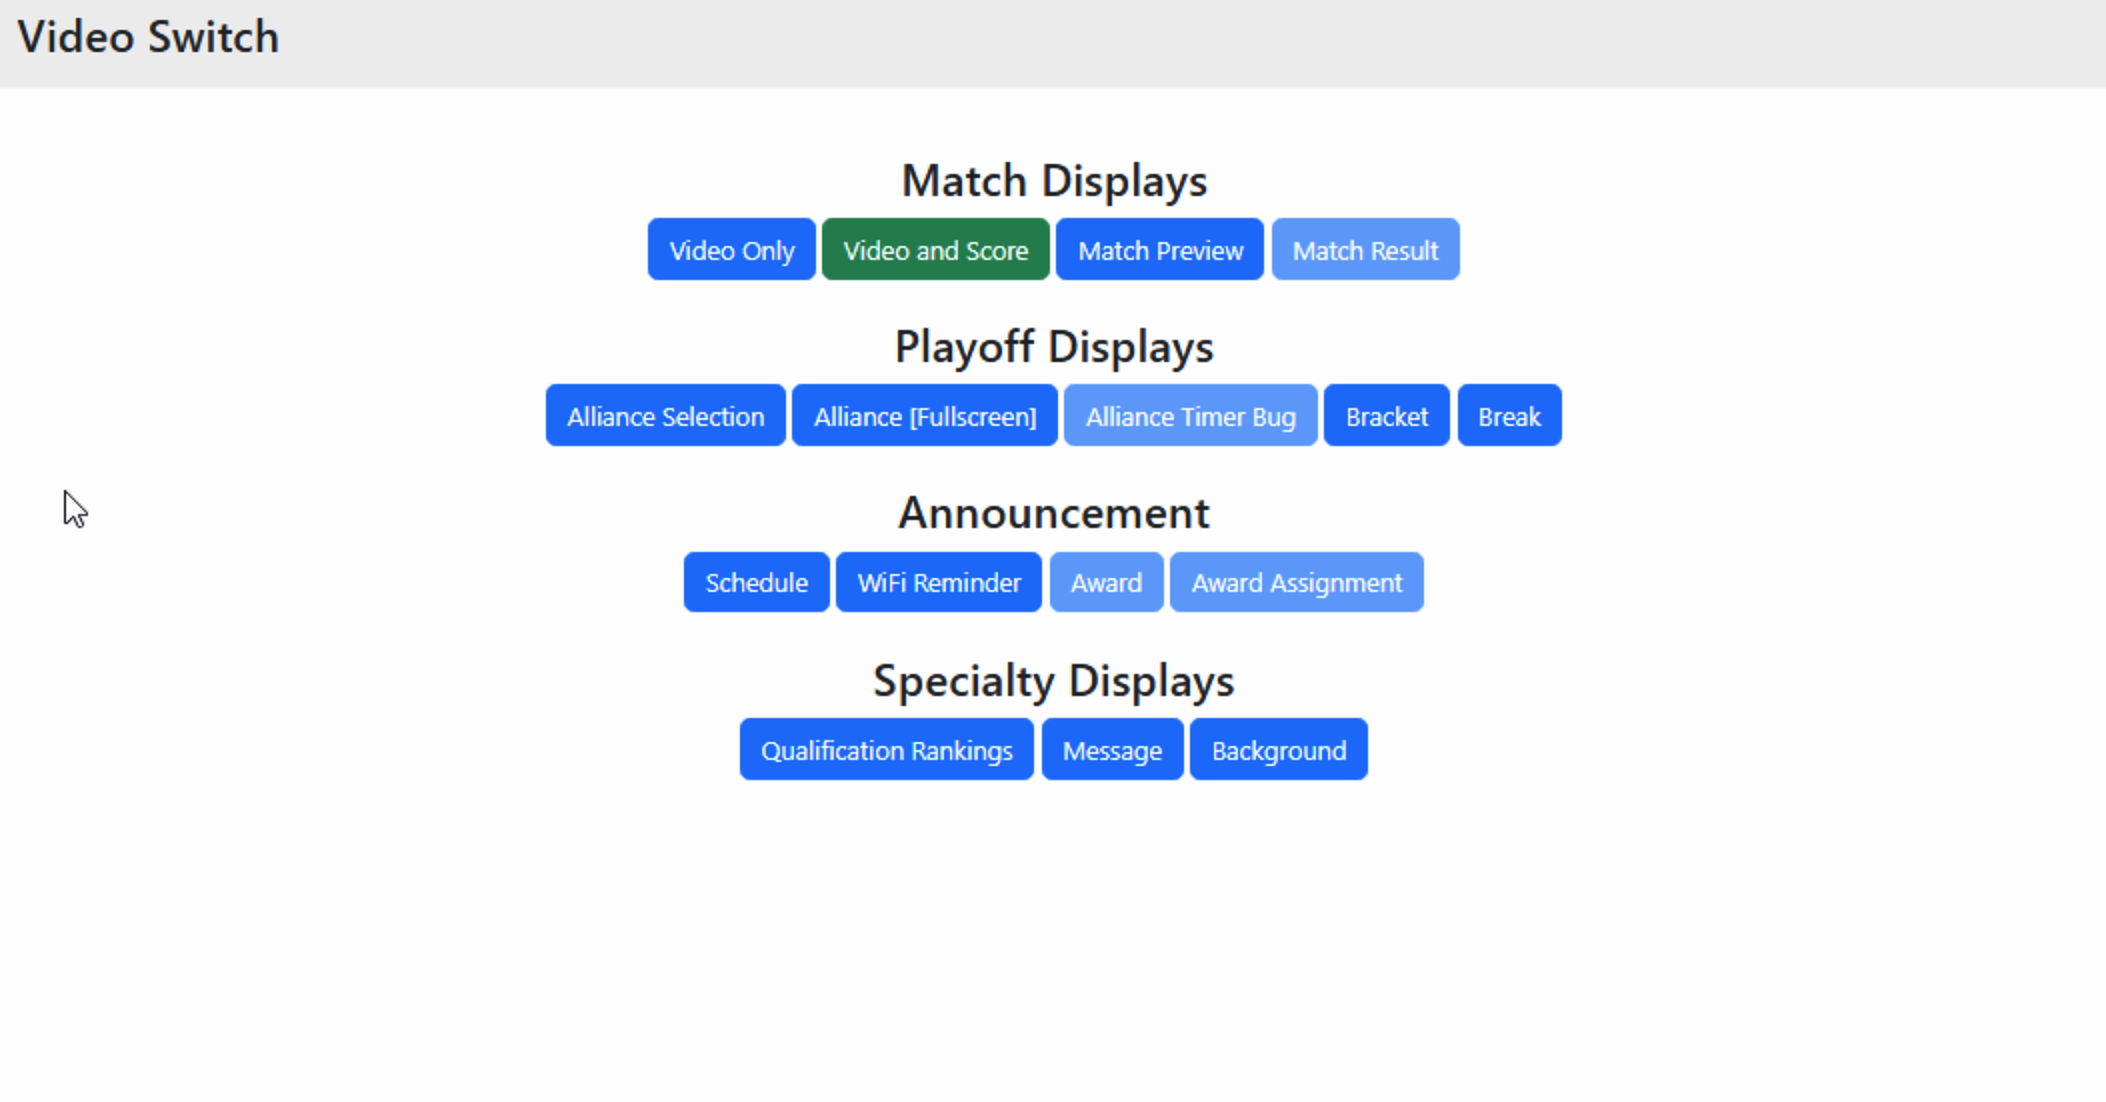 Video Switch
Match Displays
Video Only Video and Score Match Preview Match Result
Playoff Displays
Alliance Selection Alliance [Fullscreen] Alliance Timer Bug Bracket Break
Announcement
Schedule WiFi Reminder Award Award Assignment
Specialty Displays
Qualification Rankings Message Background